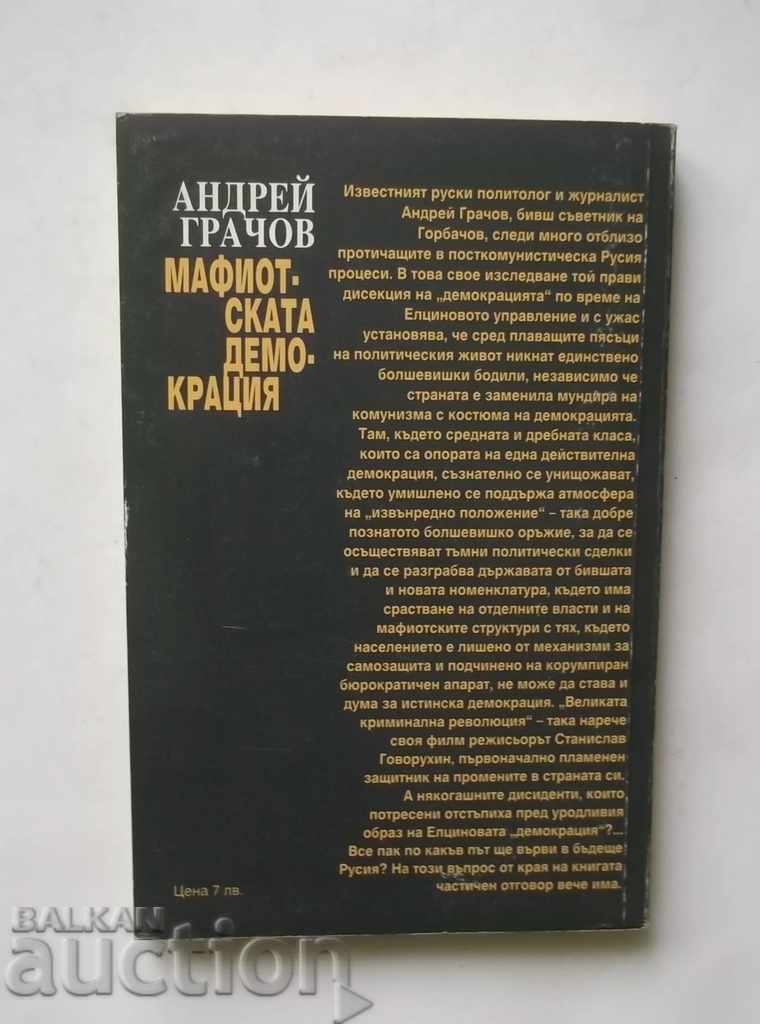 АНДРЕЙ
ГРАЧОВ
МАФИОТ-
СКАТА
ДЕМО-
КРАЦИЯ
Известният руски политолог и журналист
Андрей Грачов, бивш съветник на
Горбачов, следи много отблизо
протичащите в посткомунистическа Русия
процеси. В това свое изследване той прави
дисекция на „демокрацията“ по време на
Елциновото управление и с ужас
установява, че сред плаващите пясъци
на политическия живот никнат единствено
болшевишки бодили, независимо че
страната е заменила мундира на
комунизма с костюма на демокрацията.
Там, където средната и дребната класа,
които са опората на една действителна
демокрация, съзнателно се унищожават,
където умишлено се поддържа атмосфера
на „извънредно положение“ – така добре
познатото болшевишко оръжие, за да се
осъществяват тъмни политически сделки
и да се разграбва държавата от бившата
и новата номенклатура, където има
срастване на отделните власти и на
мафиотските структури с тях, където
населението е лишено от механизми за
самозащита и подчинено на корумпиран
бюрократичен апарат, не може да става и
дума за истинска демокрация. „Великата
криминална революция“ – така нарече
своя филм режисьорът Станислав
Говорухин, първоначално пламенен
защитник на промените в страната си.
А някогашните дисиденти, които,
потресени отстъпиха пред уродливия
образ на Елциновата „демокрация“?...
Все пак по какъв път ще върви в бъдеще
Русия? На този въпрос от края на книгата
частичен отговор вече има.
Цена 7 лв.
BALKAN
auction